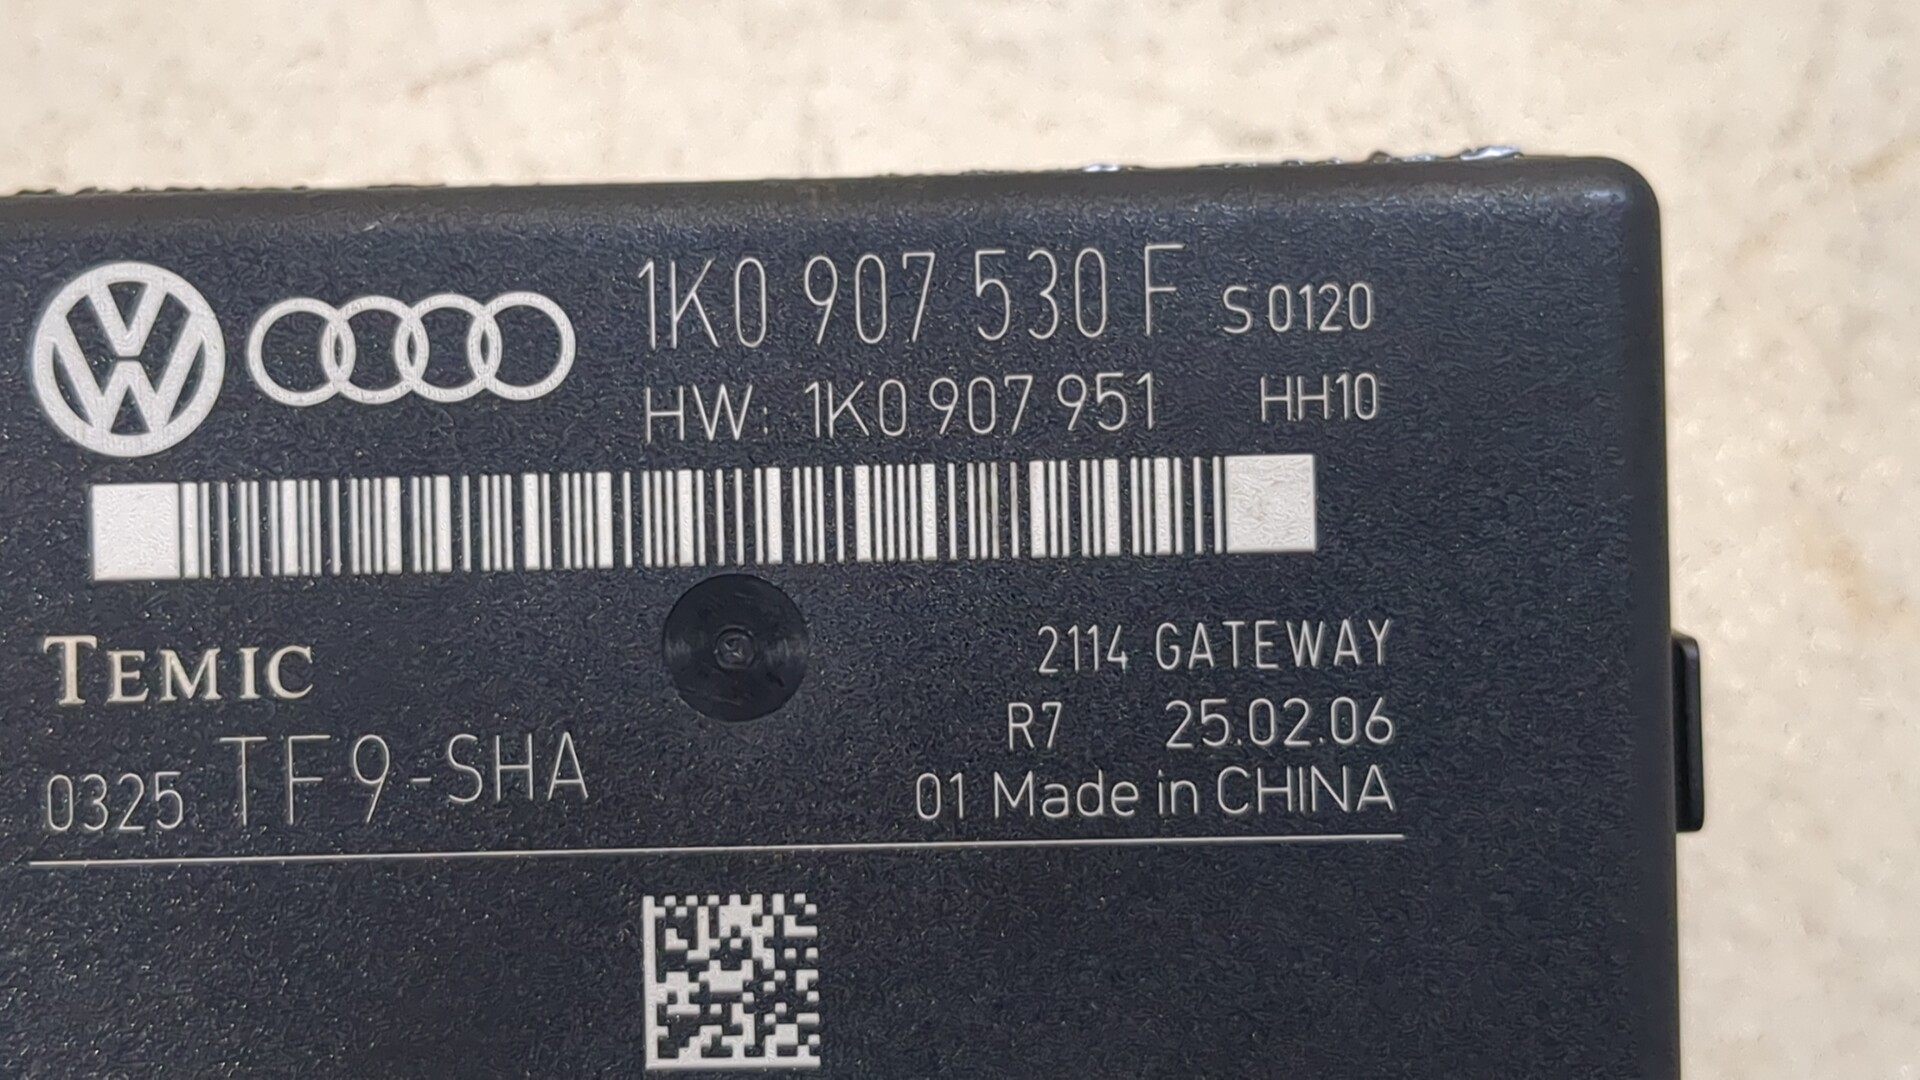 1K0 907 530 F S0120
HW: 1K0 907 951 HH10
TEMIC
2114 GATEWAY
R7 25.02.06
0325 TF9-SHA
01 Made in CHINA